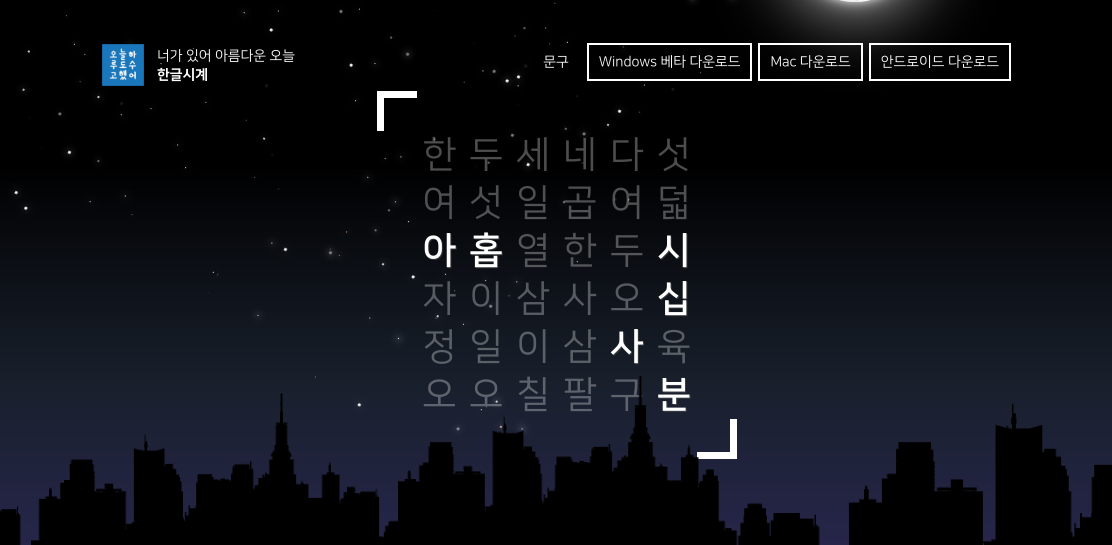 오늘하
루도수
고했어
너가 있어 아름다운 오늘
한글시계
문구
Windows 베타 다운로드
Mac 다운로드
안드로이드 다운로드
한두세네다섯
여섯일곱여덟
아홉열한두시
자이삼사오십
정일이삼사육
오오칠팔구분